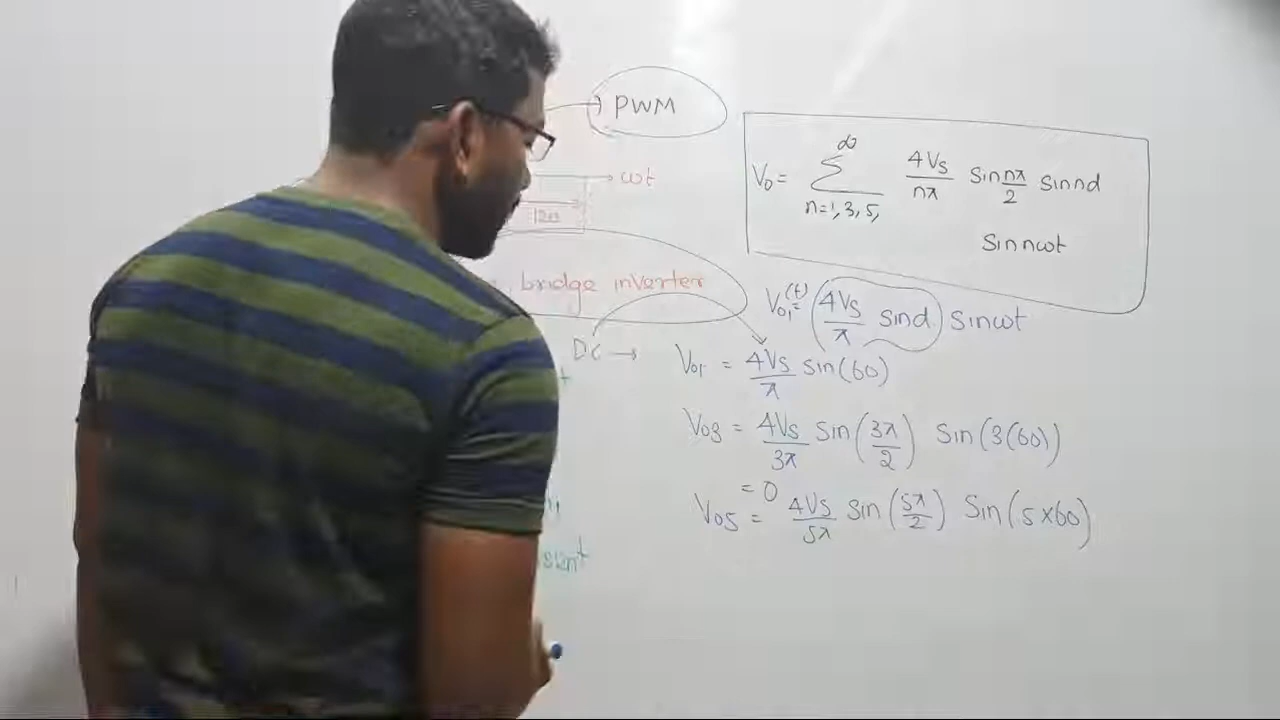 PWM
ωt
120
bridge inverter
V0 = ∞ Σ n=1,3,5, 4Vs/nπ Sin nπ/2 sin nd
Sin nωt
V01(t) = (4Vs/π sin d) Sin ωt
DC → V01 = 4Vs/π sin(60)
V03 = 4Vs/3π Sin(3π/2) Sin(3(60))
= 0
V05 = 4Vs/5π Sin(5π/2) Sin(5×60)